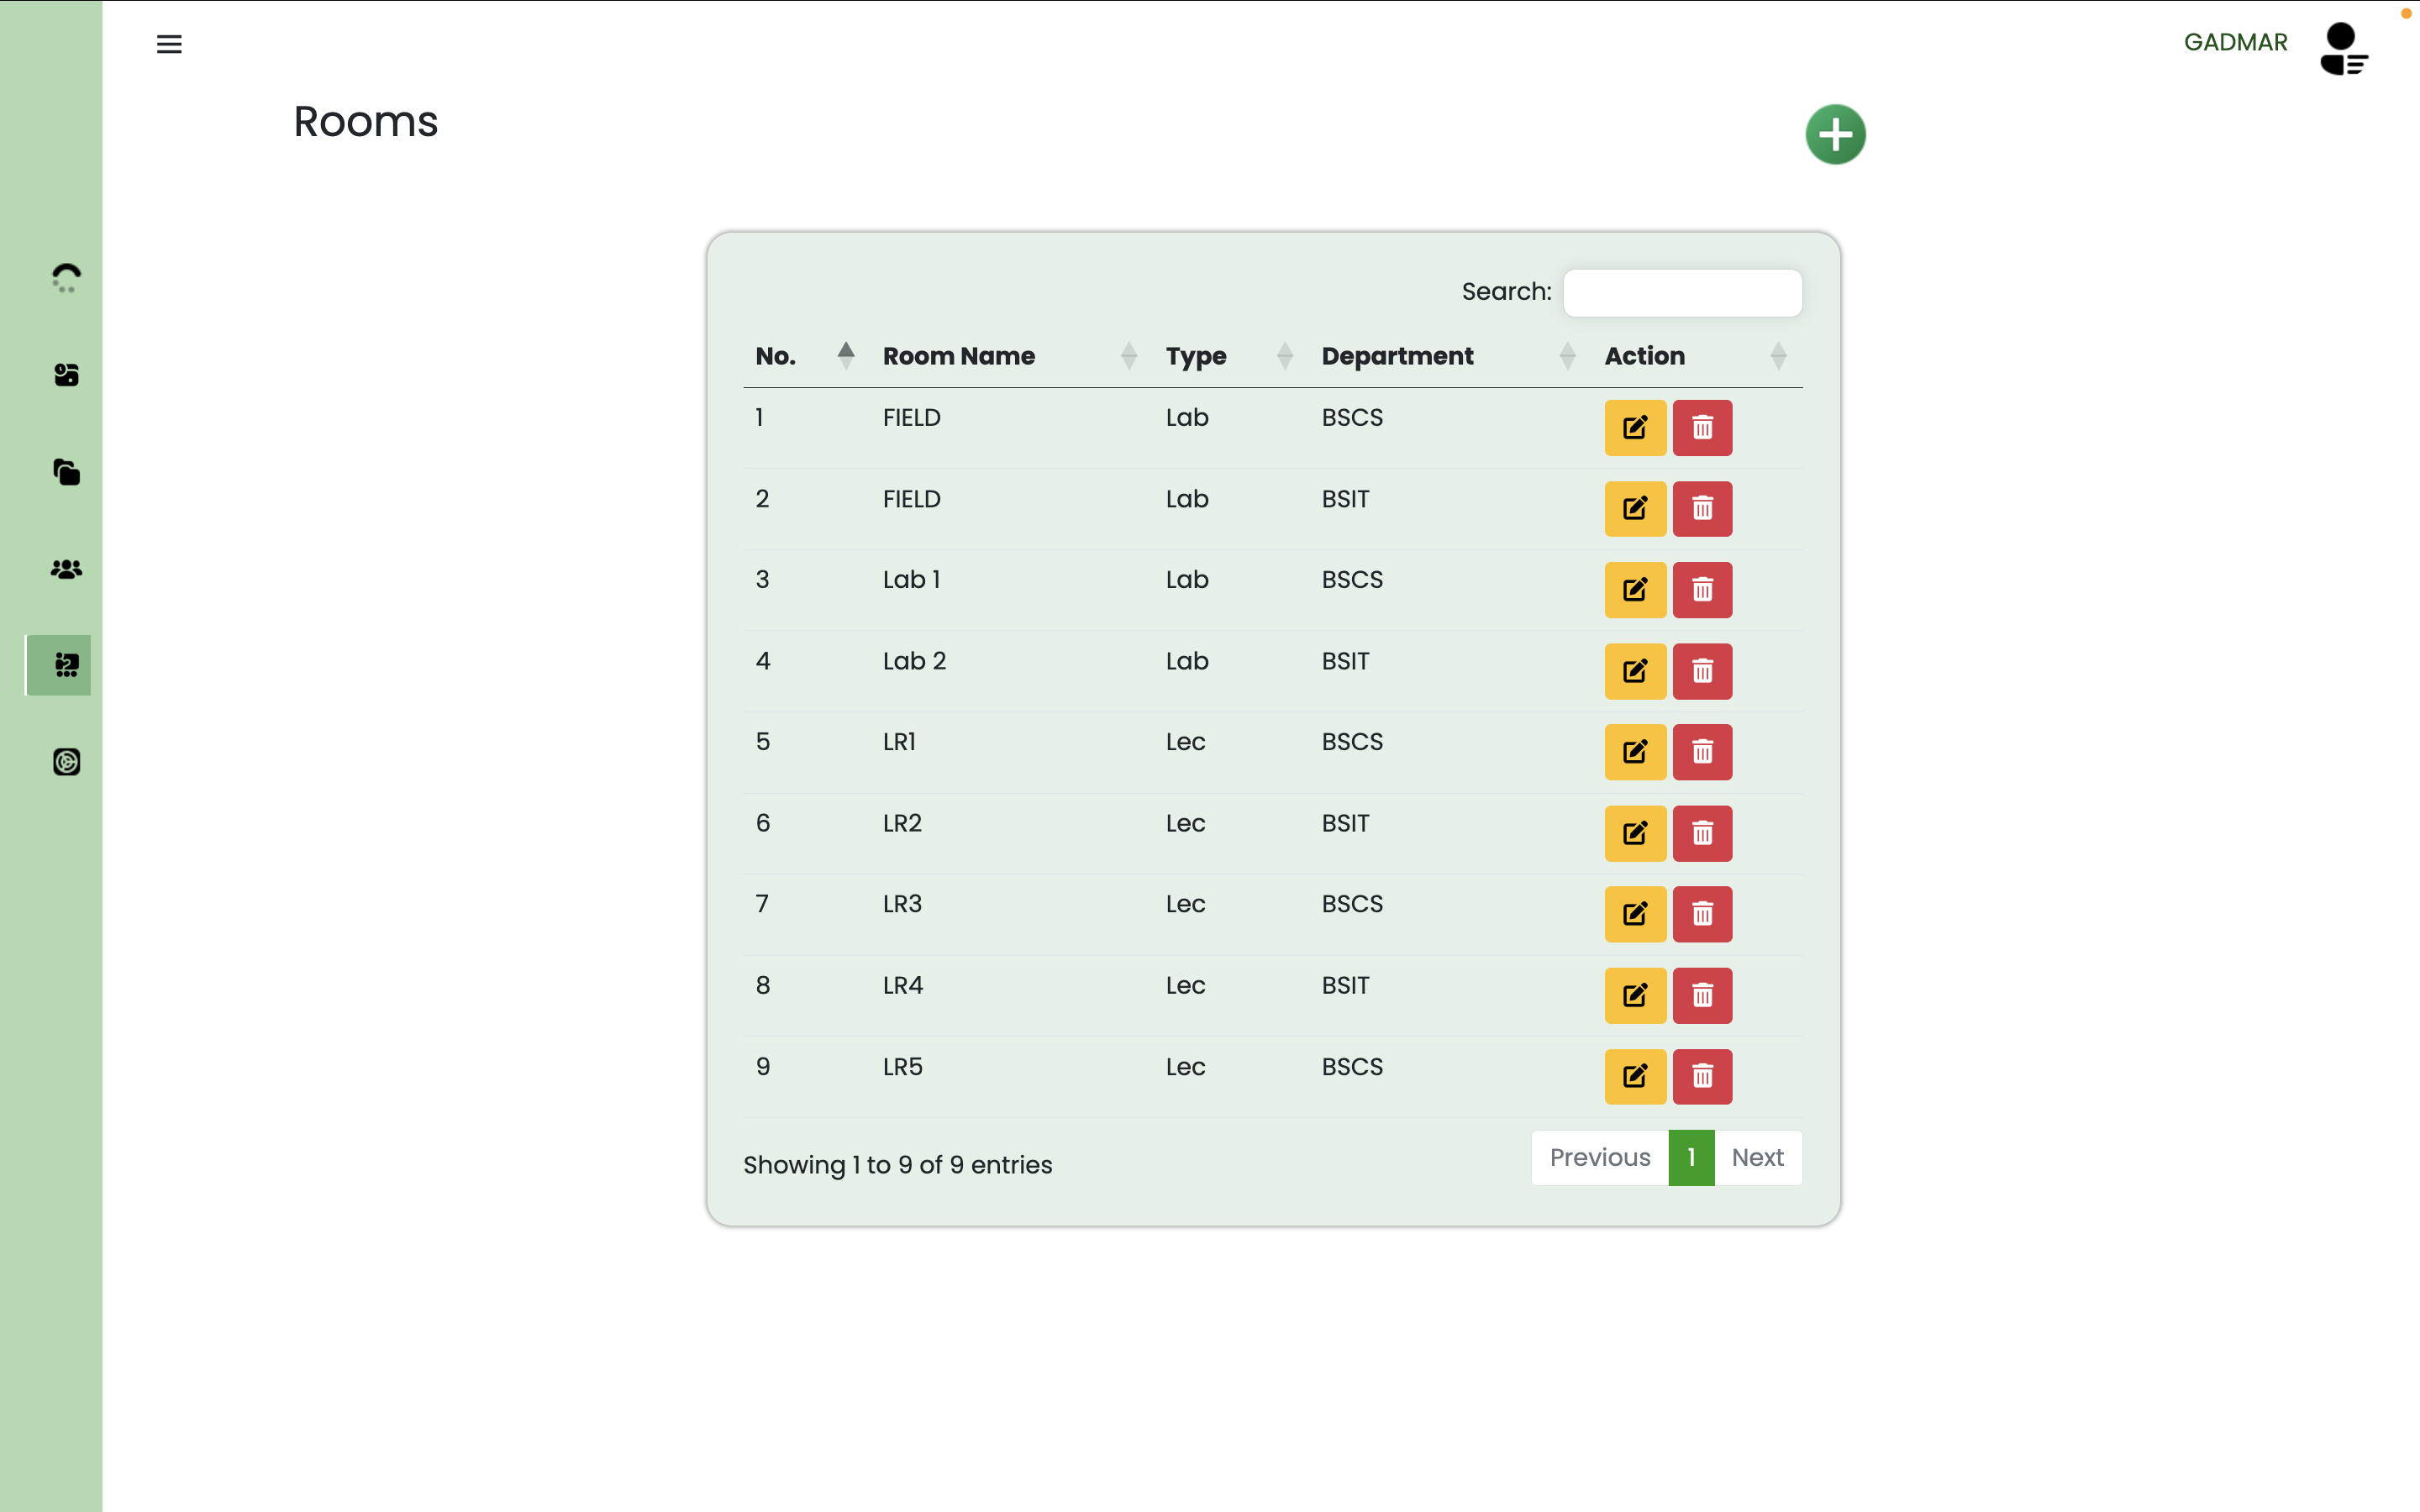 GADMAR
Rooms
Search:
No. Room Name Type Department Action
1 FIELD Lab BSCS
2 FIELD Lab BSIT
3 Lab 1 Lab BSCS
4 Lab 2 Lab BSIT
5 LR1 Lec BSCS
6 LR2 Lec BSIT
7 LR3 Lec BSCS
8 LR4 Lec BSIT
9 LR5 Lec BSCS
Showing 1 to 9 of 9 entries Previous 1 Next